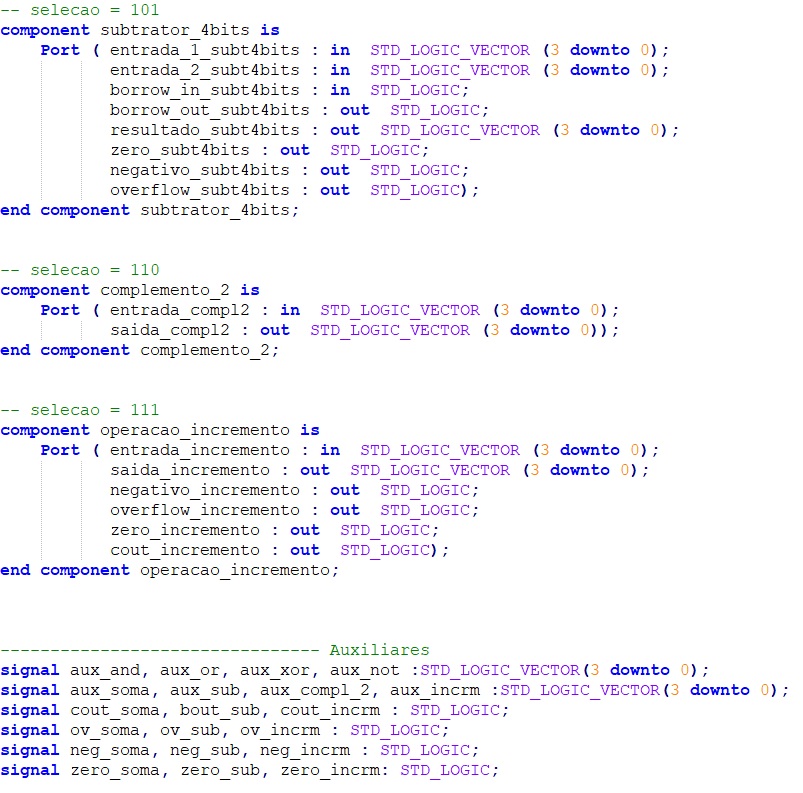 -- selecao = 101
component subtrator_4bits is
    Port ( entrada_1_subt4bits : in  STD_LOGIC_VECTOR (3 downto 0);
           entrada_2_subt4bits : in  STD_LOGIC_VECTOR (3 downto 0);
           borrow_in_subt4bits : in  STD_LOGIC;
           borrow_out_subt4bits : out  STD_LOGIC;
           resultado_subt4bits : out  STD_LOGIC_VECTOR (3 downto 0);
           zero_subt4bits : out  STD_LOGIC;
           negativo_subt4bits : out  STD_LOGIC;
           overflow_subt4bits : out  STD_LOGIC);
end component subtrator_4bits;
-- selecao = 110
component complemento_2 is
    Port ( entrada_compl2 : in  STD_LOGIC_VECTOR (3 downto 0);
           saida_compl2 : out  STD_LOGIC_VECTOR (3 downto 0));
end component complemento_2;
-- selecao = 111
component operacao_incremento is
    Port ( entrada_incremento : in  STD_LOGIC_VECTOR (3 downto 0);
           saida_incremento : out  STD_LOGIC_VECTOR (3 downto 0);
           negativo_incremento : out  STD_LOGIC;
           overflow_incremento : out  STD_LOGIC;
           zero_incremento : out  STD_LOGIC;
           cout_incremento : out  STD_LOGIC);
end component operacao_incremento;
-------------------------------- Auxiliares
signal aux_and, aux_or, aux_xor, aux_not :STD_LOGIC_VECTOR(3 downto 0);
signal aux_soma, aux_sub, aux_compl_2, aux_incrm :STD_LOGIC_VECTOR(3 downto 0);
signal cout_soma, bout_sub, cout_incrm : STD_LOGIC;
signal ov_soma, ov_sub, ov_incrm : STD_LOGIC;
signal neg_soma, neg_sub, neg_incrm : STD_LOGIC;
signal zero_soma, zero_sub, zero_incrm: STD_LOGIC;